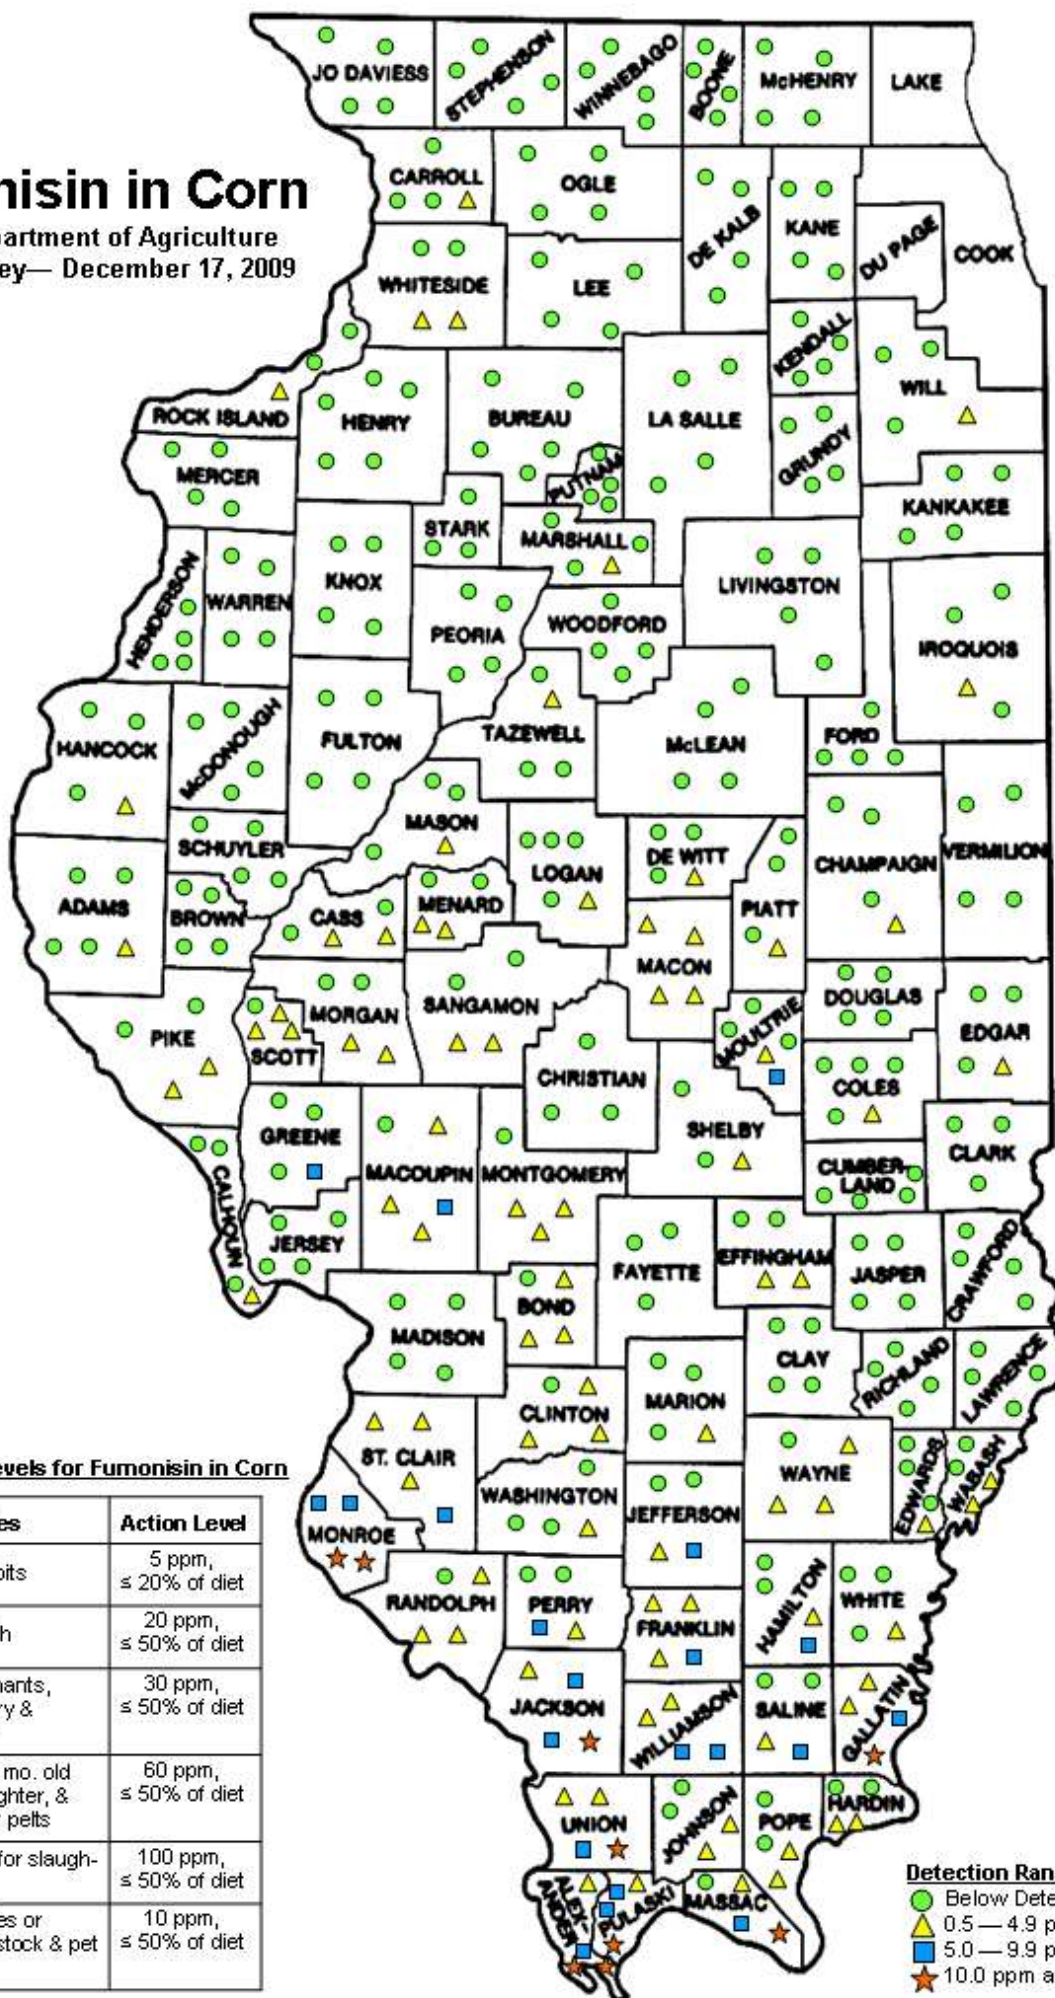 nisin in Corn
artment of Agriculture
ey— December 17, 2009
JO DAVIESS
STEPHENSON
WINNEBAGO
BOONE
McHENRY
LAKE
CARROLL
OGLE
DE KALB
KANE
DU PAGE
COOK
WHITESIDE
LEE
KENDALL
WILL
ROCK ISLAND
HENRY
BUREAU
LA SALLE
GRUNDY
MERCER
PUTNAM
KANKAKEE
STARK
MARSHALL
HENDERSON
WARREN
KNOX
PEORIA
WOODFORD
LIVINGSTON
IROQUOIS
HANCOCK
McDONOUGH
FULTON
TAZEWELL
McLEAN
FORD
SCHUYLER
MASON
LOGAN
DE WITT
CHAMPAIGN
VERMILION
ADAMS
BROWN
CASS
MENARD
PIATT
MACON
PIKE
SCOTT
MORGAN
SANGAMON
MOULTRIE
DOUGLAS
EDGAR
CHRISTIAN
COLES
GREENE
MACOUPIN
MONTGOMERY
SHELBY
CUMBER-
LAND
CLARK
CALHOUN
JERSEY
FAYETTE
EFFINGHAM
JASPER
CRAWFORD
BOND
MADISON
CLAY
RICHLAND
LAWRENCE
CLINTON
MARION
ST. CLAIR
WASHINGTON
WAYNE
EDWARDS
WABASH
MONROE
JEFFERSON
RANDOLPH
PERRY
FRANKLIN
HAMILTON
WHITE
JACKSON
WILLIAMSON
SALINE
GALLATIN
UNION
JOHNSON
POPE
HARDIN
ALEX-
ANDER
PULASKI
MASSAC
evels for Fumonisin in Corn
es
Action Level
bits
5 ppm,
≤ 20% of diet
h
20 ppm,
≤ 50% of diet
nants,
ry &
30 ppm,
≤ 50% of diet
mo. old
ghter, &
pelts
60 ppm,
≤ 50% of diet
for slaugh-
100 ppm,
≤ 50% of diet
es or
stock & pet
10 ppm,
≤ 50% of diet
Detection Ran
Below Dete
0.5 — 4.9 p
5.0 — 9.9 p
10.0 ppm a